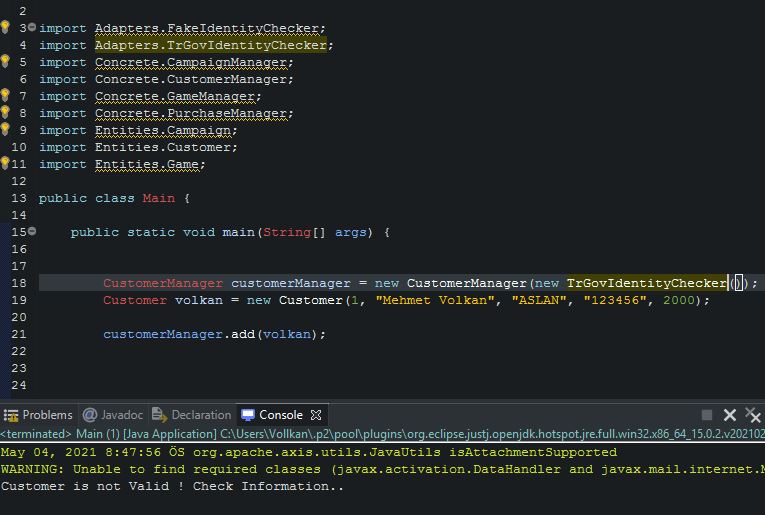 2
3 import Adapters.FakeIdentityChecker;
4 import Adapters.TrGovIdentityChecker;
5 import Concrete.CampaignManager;
6 import Concrete.CustomerManager;
7 import Concrete.GameManager;
8 import Concrete.PurchaseManager;
9 import Entities.Campaign;
10 import Entities.Customer;
11 import Entities.Game;
12
13 public class Main {
14
15 public static void main(String[] args) {
16
17
18 CustomerManager customerManager = new CustomerManager(new TrGovIdentityChecker());
19 Customer volkan = new Customer(1, "Mehmet Volkan", "ASLAN", "123456", 2000);
20
21 customerManager.add(volkan);
22
23
24
Problems @ Javadoc Declaration Console
<terminated> Main (1) [Java Application] C:\Users\Vollkan\.p2\pool\plugins\org.eclipse.justj.openjdk.hotspot.jre.full.win32.x86_64_15.0.2.v202102
May 04, 2021 8:47:56 ÖS org.apache.axis.utils.JavaUtils isAttachmentSupported
WARNING: Unable to find required classes (javax.activation.DataHandler and javax.mail.internet.M
Customer is not Valid ! Check Information..